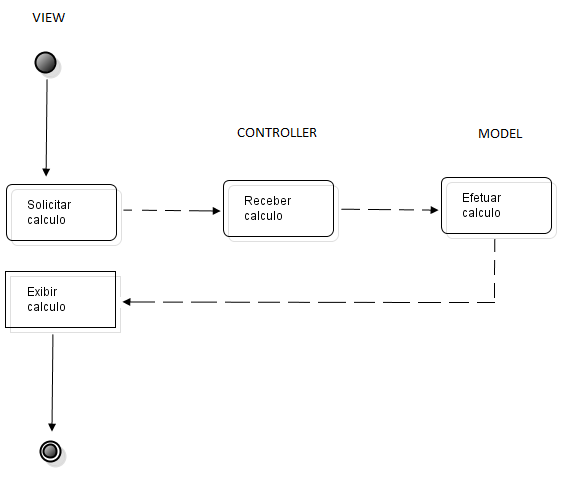 VIEW
CONTROLLER
MODEL
Solicitar
calculo
Receber
calculo
Efetuar
calculo
Exibir
calculo